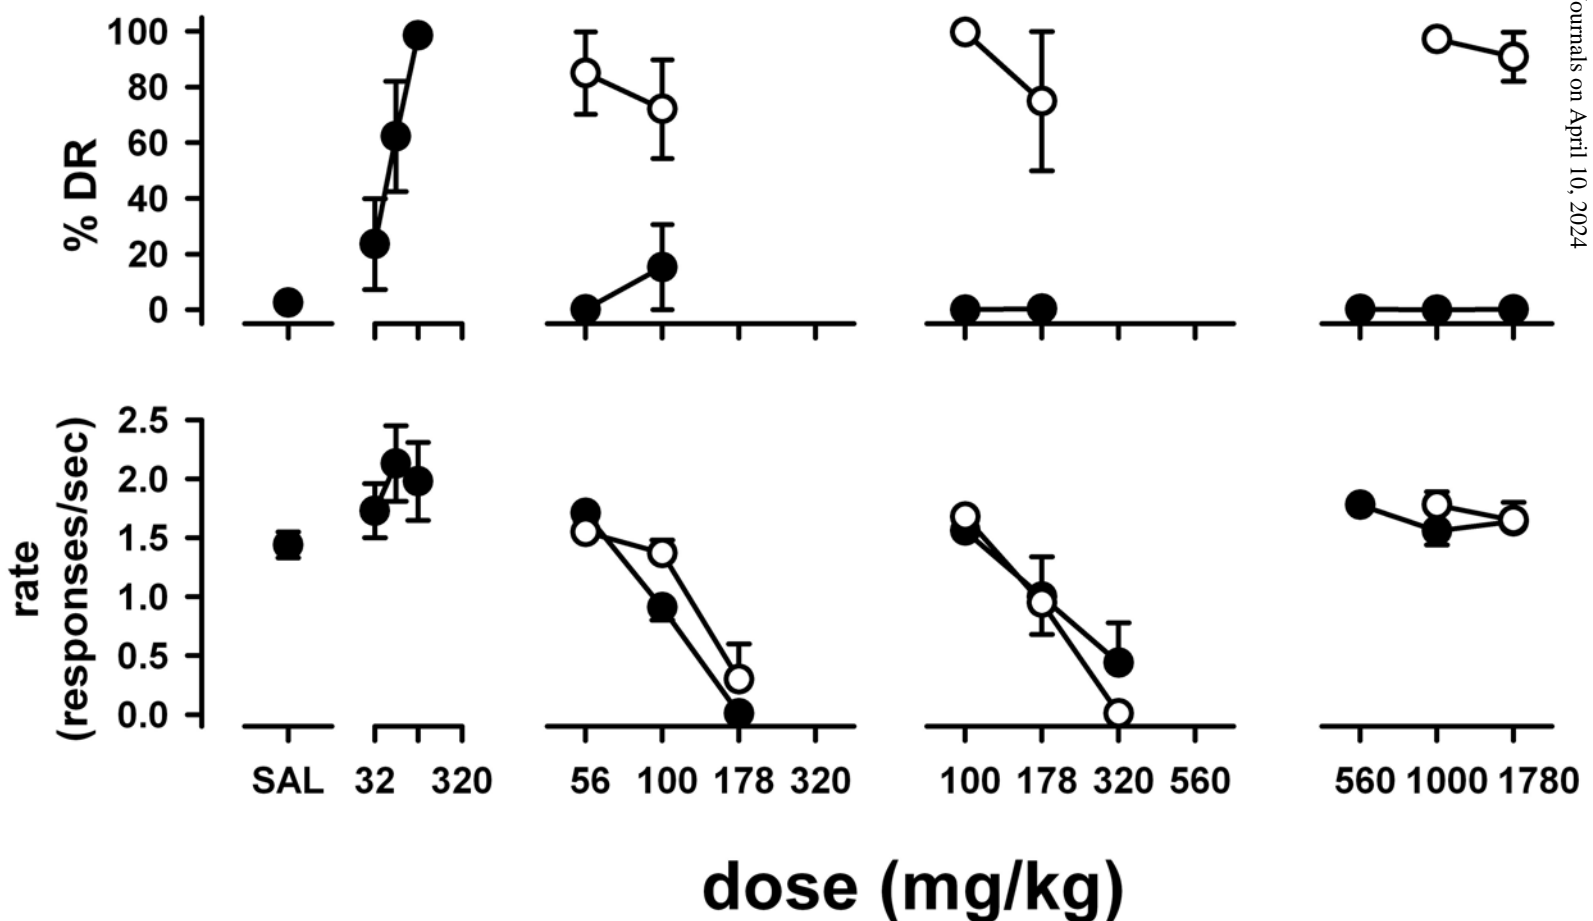 100
80
60
40
20
0
% DR
2.5
2.0
1.5
1.0
0.5
0.0
rate
(responses/sec)
SAL 32 320 56 100 178 320 100 178 320 560 560 1000 1780
dose (mg/kg)
ournals on April 10, 2024